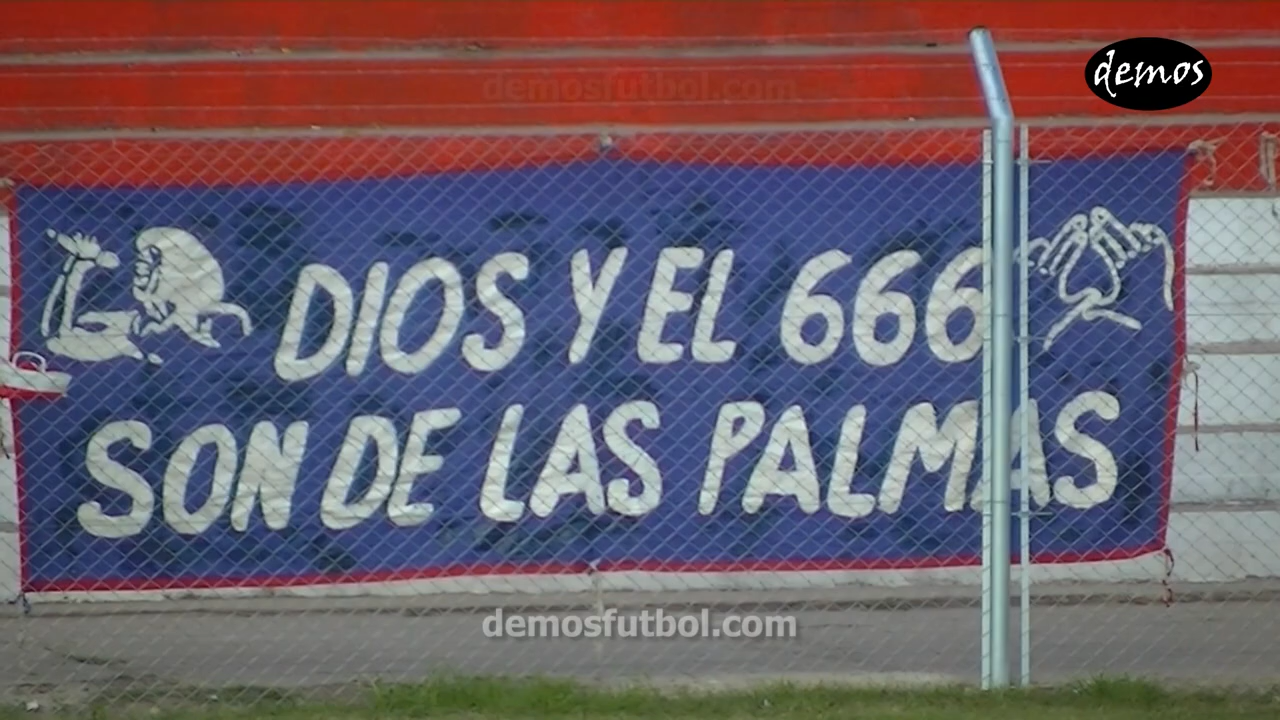 demos
demosfutbol.com
DIOS Y EL 666
SON DE LAS PALMAS
demosfutbol.com